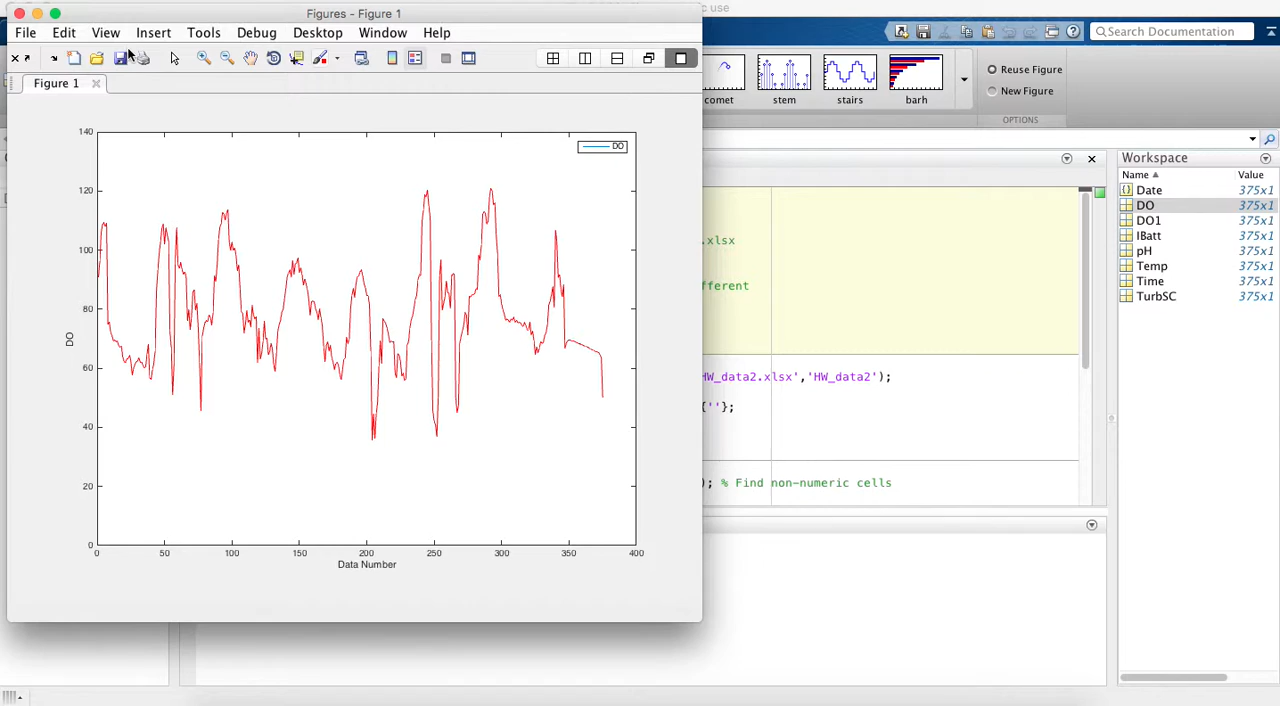 Figures - Figure 1
use
File Edit View Insert Tools Debug Desktop Window Help
Search Documentation
Figure 1
comet stem stairs barh
Reuse Figure
New Figure
OPTIONS
DO
140
120
100
80
60
40
20
0
DO
0 50 100 150 200 250 300 350 400
Data Number
.xlsx
fferent
HW_data2.xlsx','HW_data2');
{''};
); % Find non-numeric cells
Workspace
Name Value
Date 375x1
DO 375x1
DO1 375x1
IBatt 375x1
pH 375x1
Temp 375x1
Time 375x1
TurbSC 375x1